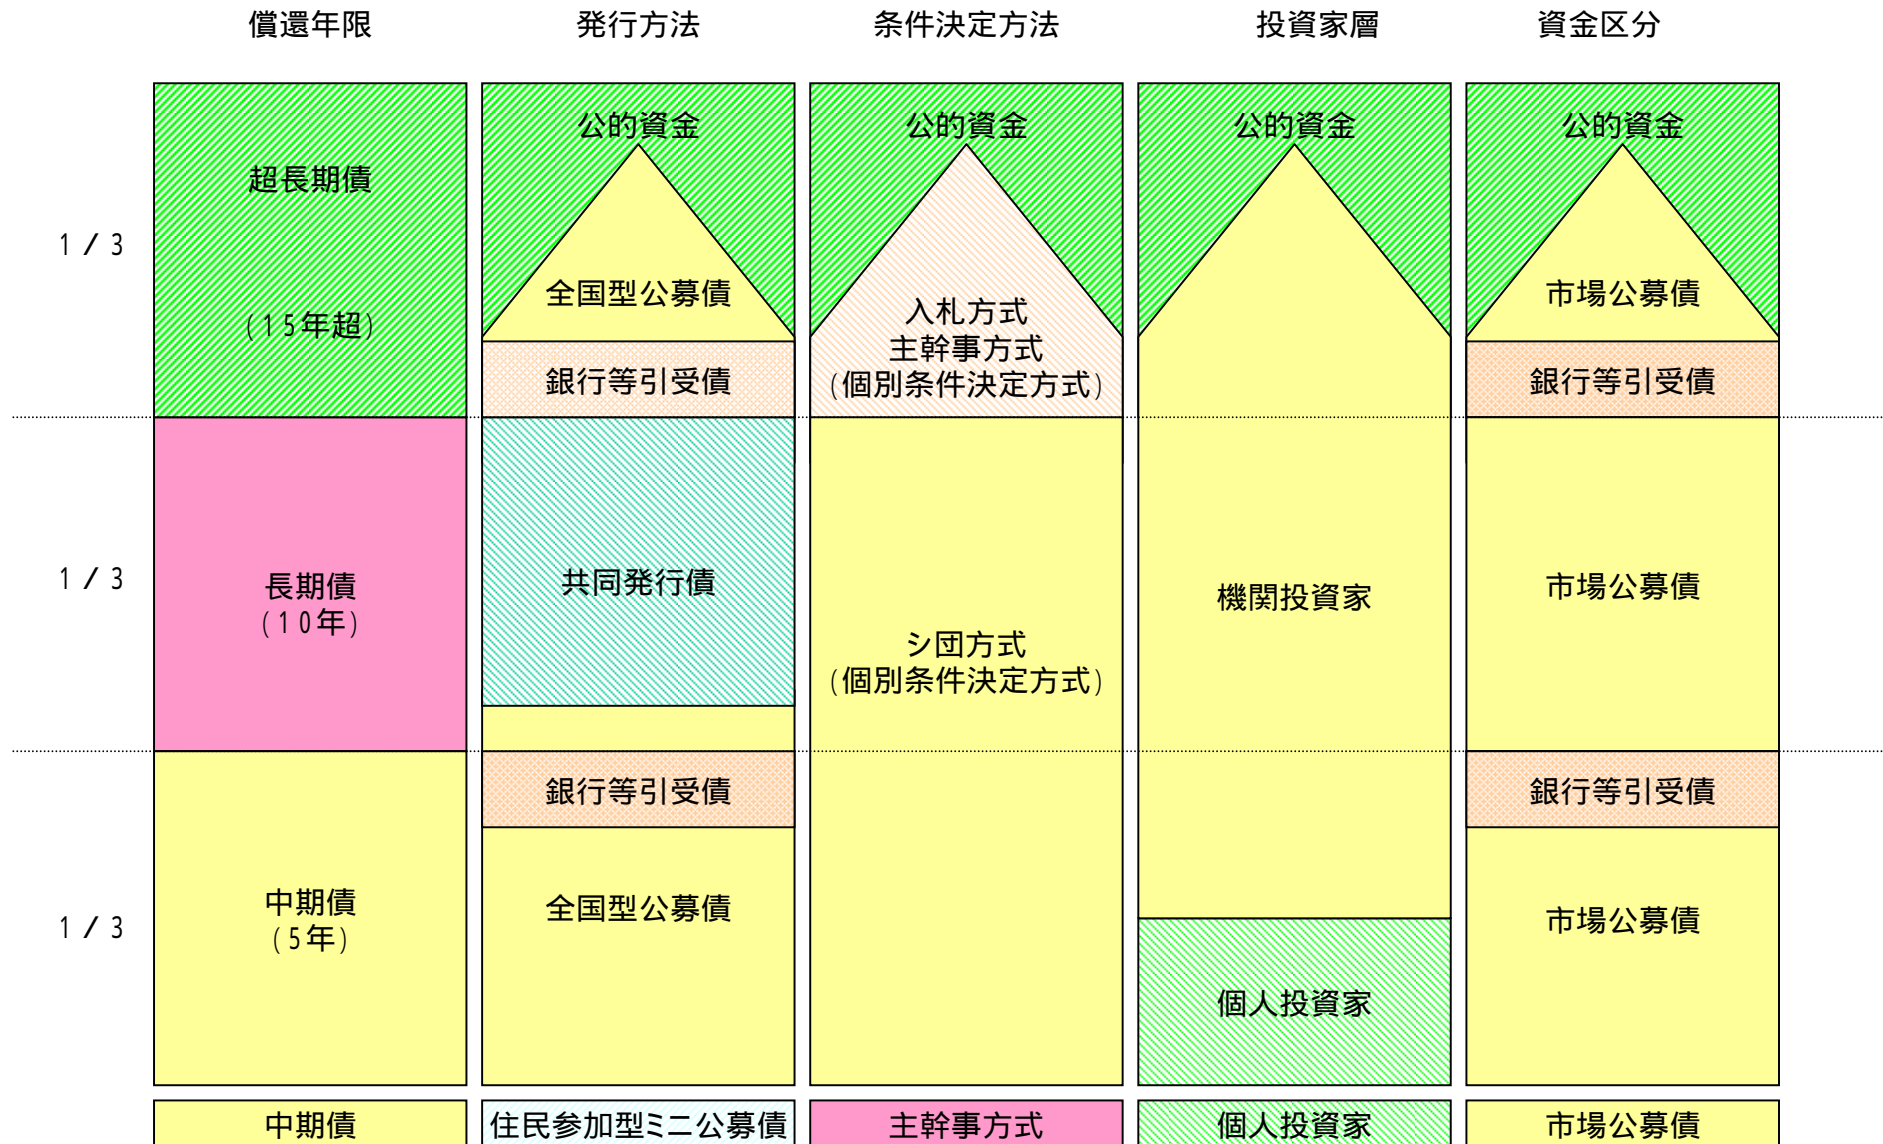 償還年限
発行方法
条件決定方法
投資家層
資金区分
1/3
超長期債
(15年超)
公的資金
全国型公募債
銀行等引受債
公的資金
入札方式
主幹事方式
(個別条件決定方式)
公的資金
公的資金
市場公募債
銀行等引受債
1/3
長期債
(10年)
共同発行債
シ団方式
(個別条件決定方式)
機関投資家
市場公募債
1/3
中期債
(5年)
銀行等引受債
全国型公募債
個人投資家
銀行等引受債
市場公募債
中期債
住民参加型ミニ公募債
主幹事方式
個人投資家
市場公募債